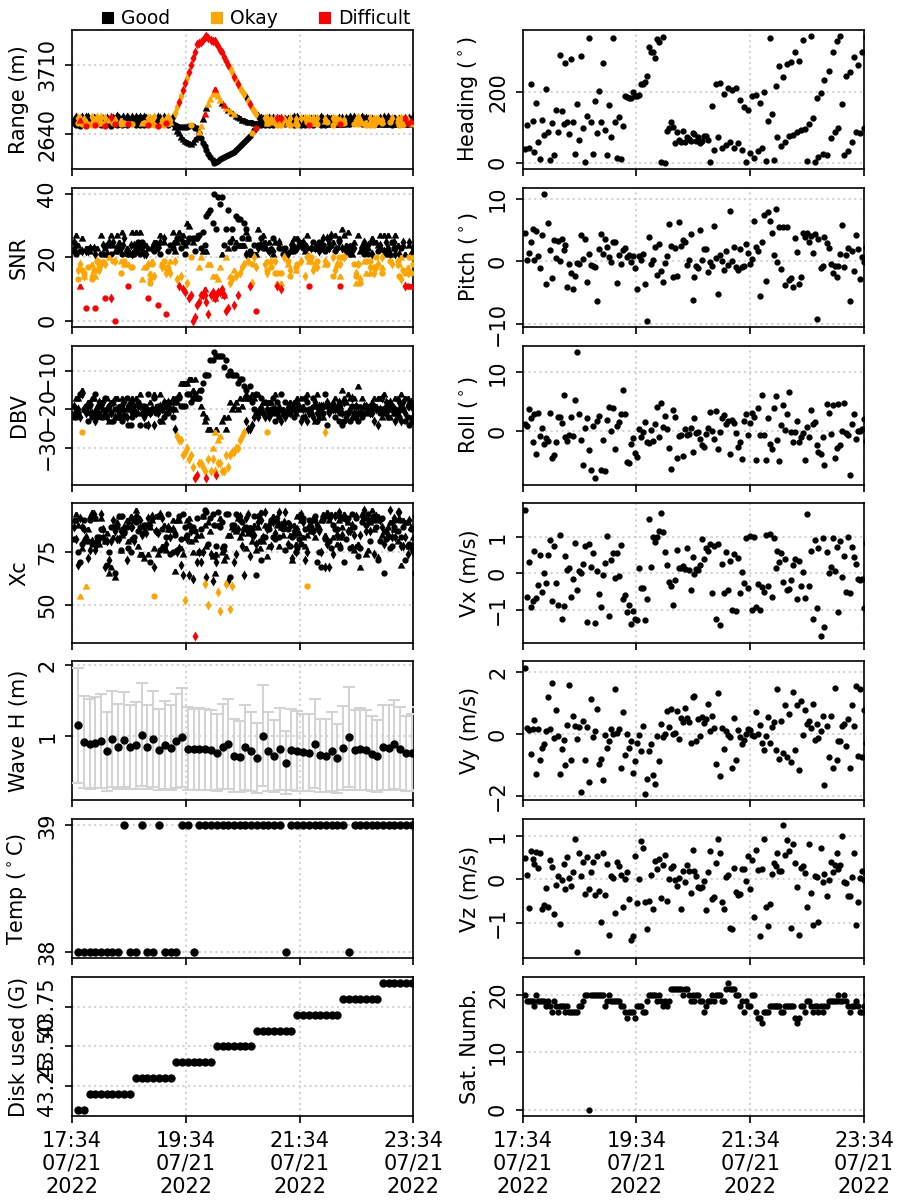 Good Okay Difficult
Range (m)
3710
2640
Heading (°)
200
0
SNR
40
20
0
Pitch (°)
10
0
−10
DBV
−10
−20
−30
Roll (°)
10
0
Xc
75
50
Vx (m/s)
1
0
−1
Wave H (m)
2
1
Vy (m/s)
2
0
−2
Temp (°C)
39
38
Vz (m/s)
1
0
−1
Disk used (G)
43.75
43.50
43.25
Sat. Numb.
20
10
0
17:34 19:34 21:34 23:34 17:34 19:34 21:34 23:34
07/21 07/21 07/21 07/21 07/21 07/21 07/21 07/21
2022 2022 2022 2022 2022 2022 2022 2022